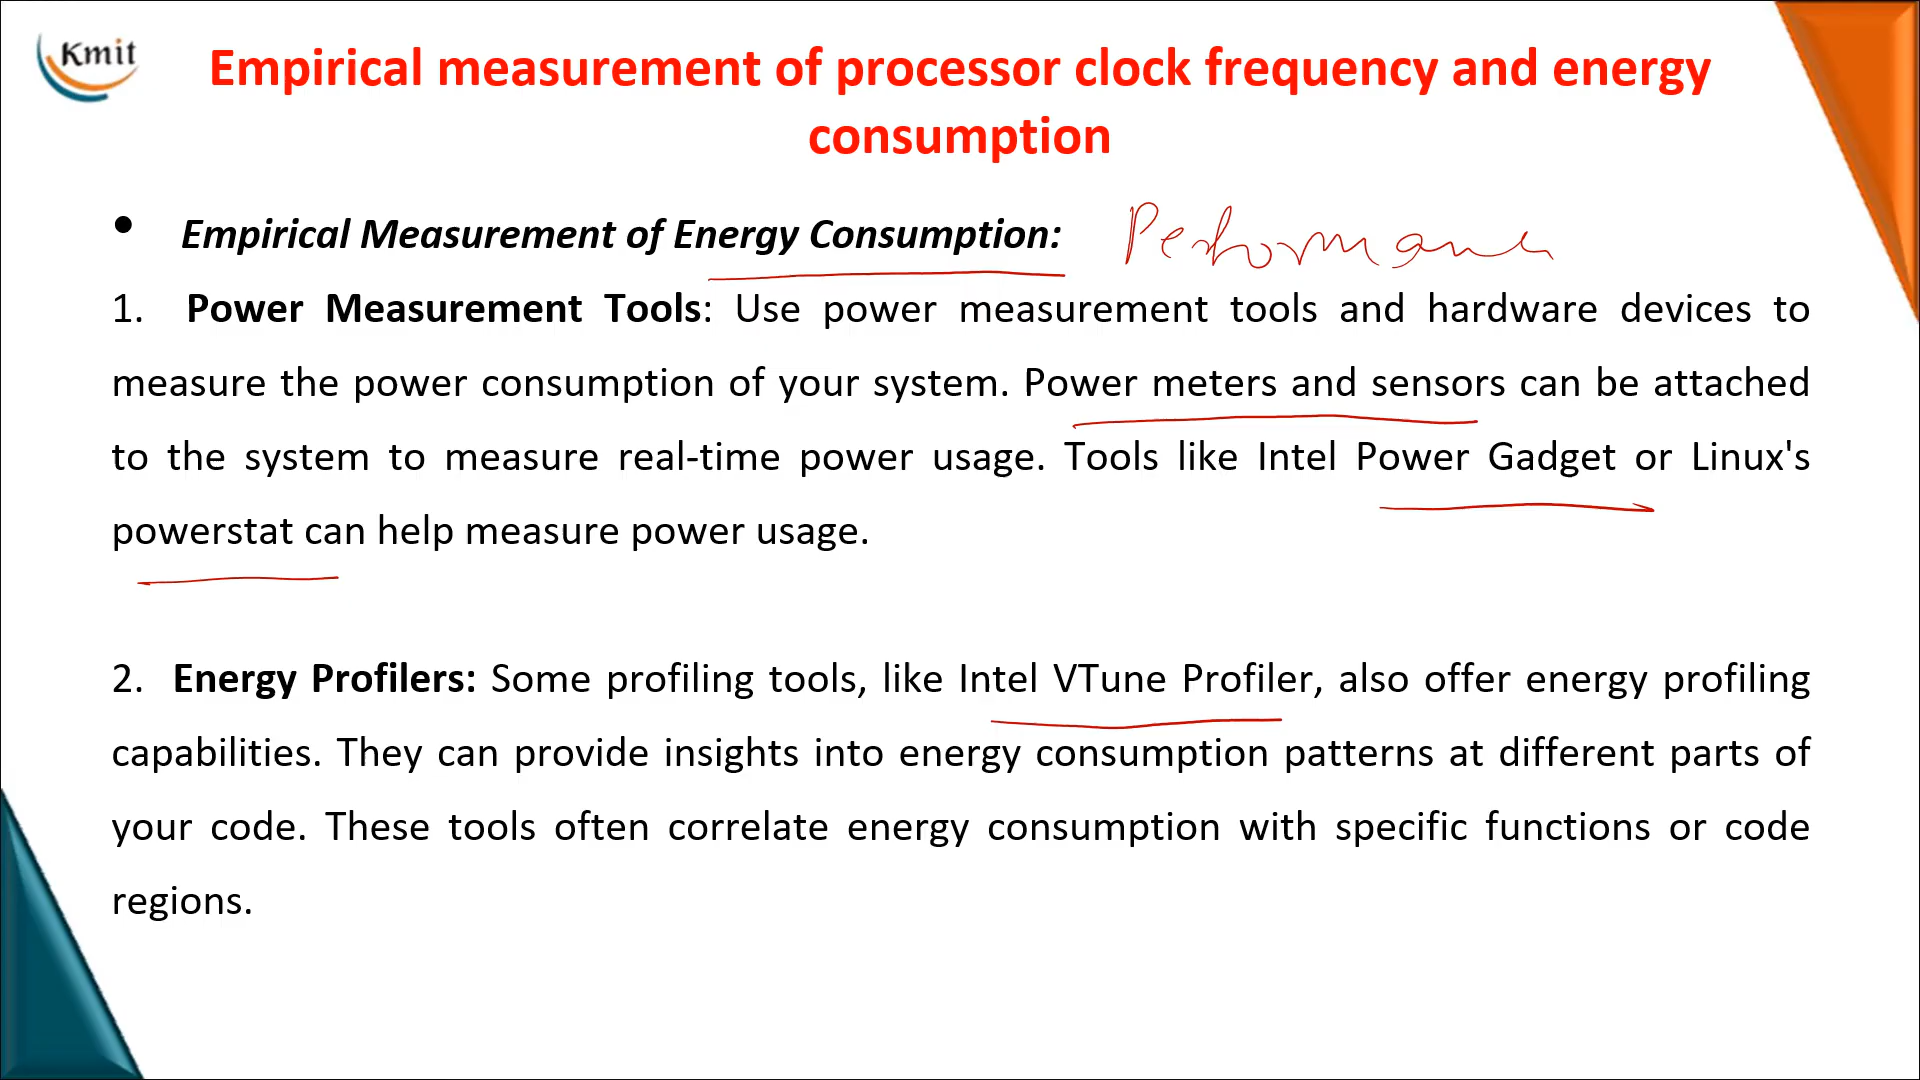 Kmit
Empirical measurement of processor clock frequency and energy
consumption
• Empirical Measurement of Energy Consumption: Performance
1. Power Measurement Tools: Use power measurement tools and hardware devices to
measure the power consumption of your system. Power meters and sensors can be attached
to the system to measure real-time power usage. Tools like Intel Power Gadget or Linux's
powerstat can help measure power usage.
2. Energy Profilers: Some profiling tools, like Intel VTune Profiler, also offer energy profiling
capabilities. They can provide insights into energy consumption patterns at different parts of
your code. These tools often correlate energy consumption with specific functions or code
regions.